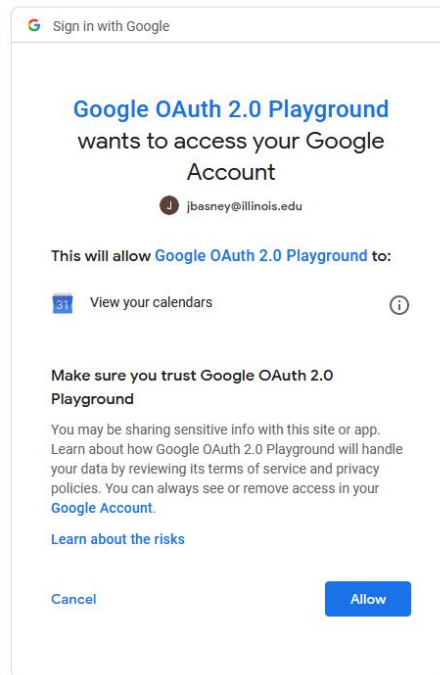 Sign in with Google
Google OAuth 2.0 Playground
wants to access your Google
Account
J jbasney@illinois.edu
This will allow Google OAuth 2.0 Playground to:
31 View your calendars
Make sure you trust Google OAuth 2.0
Playground
You may be sharing sensitive info with this site or app.
Learn about how Google OAuth 2.0 Playground will handle
your data by reviewing its terms of service and privacy
policies. You can always see or remove access in your
Google Account.
Learn about the risks
Cancel Allow